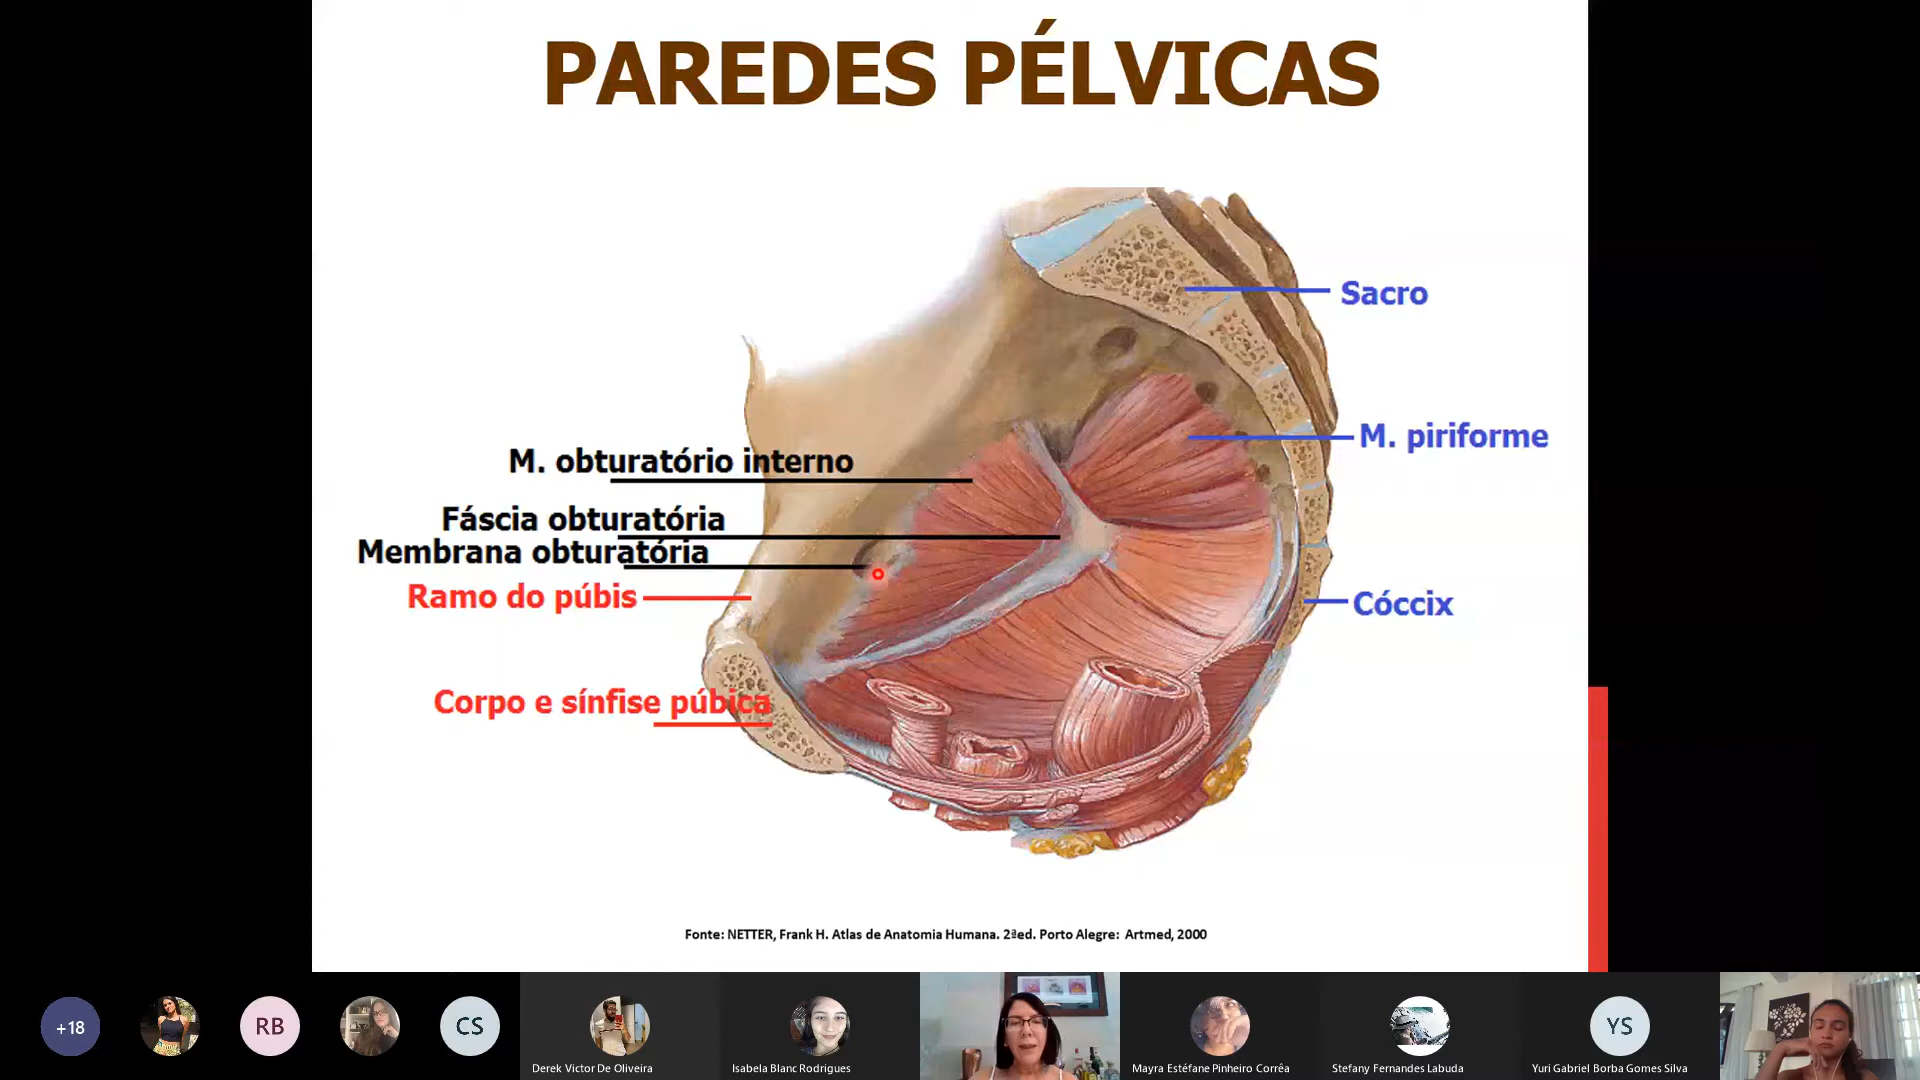 PAREDES PÉLVICAS
Sacro
M. piriforme
M. obturatório interno
Fáscia obturatória
Membrana obturatória
Ramo do púbis
Cóccix
Corpo e sínfise púbica
Fonte: NETTER, Frank H. Atlas de Anatomia Humana. 2ªed. Porto Alegre: Artmed, 2000
+18
RB
CS
YS
Derek Victor De Oliveira
Isabela Blanc Rodrigues
Mayra Estéfane Pinheiro Corrêa
Stefany Fernandes Labuda
Yuri Gabriel Borba Gomes Silva